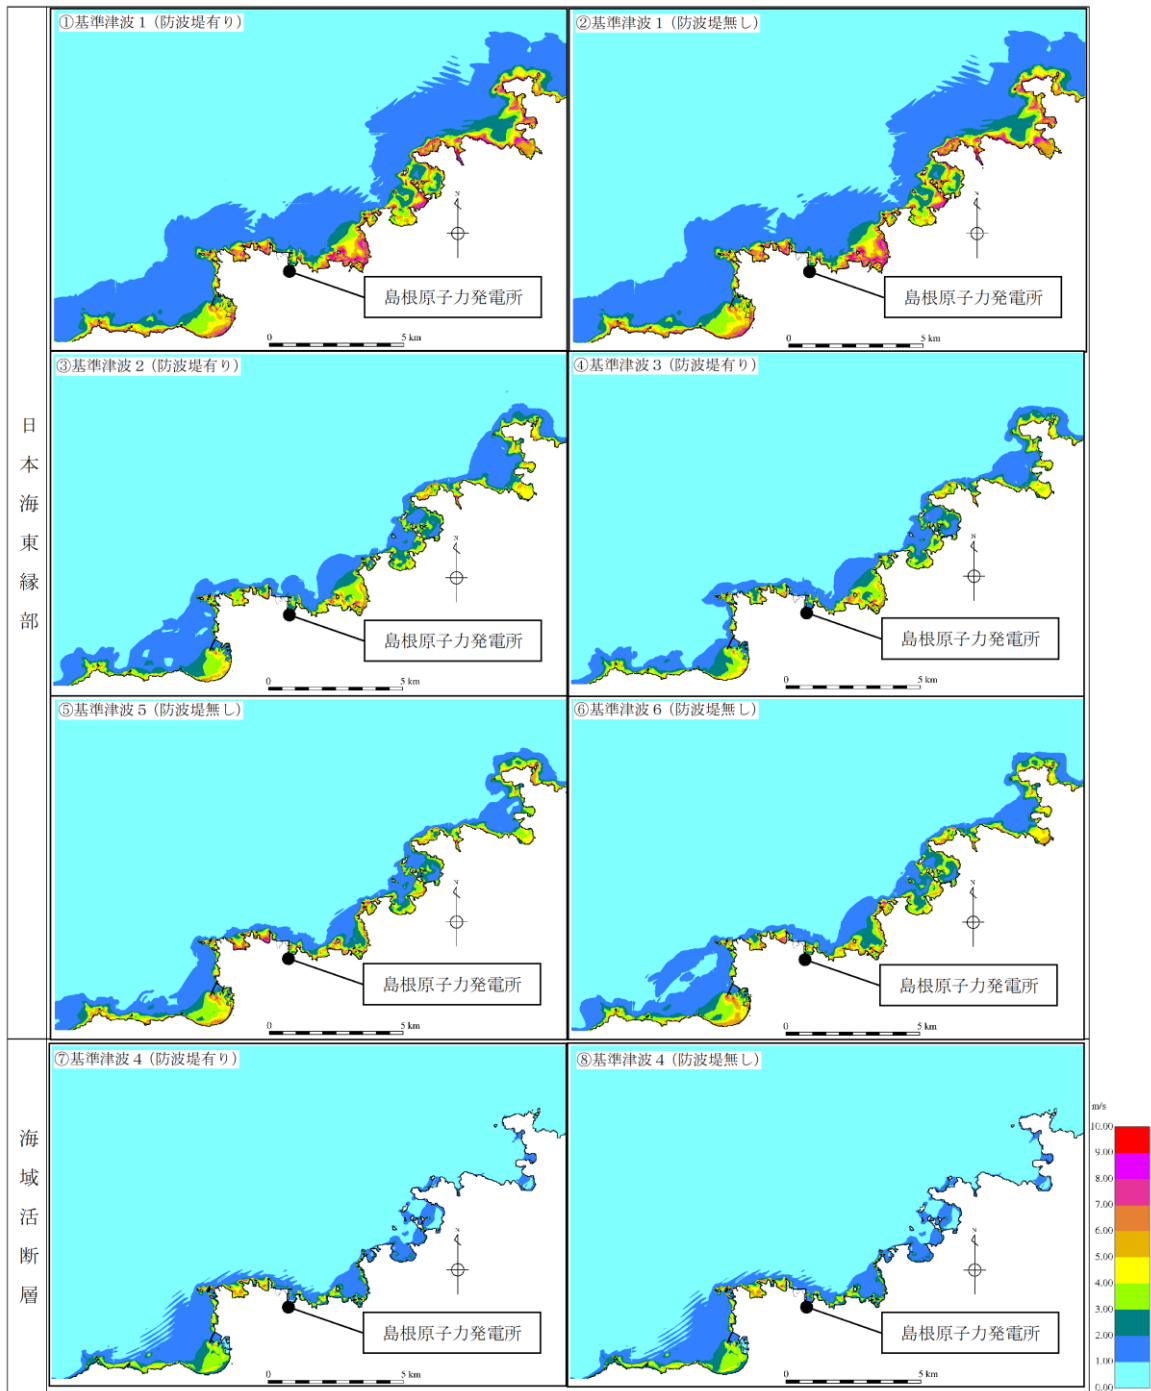 日本海東縁部
①基準津波１（防波堤有り）
N
島根原子力発電所
0 5 km
②基準津波１（防波堤無し）
N
島根原子力発電所
0 5 km
③基準津波２（防波堤有り）
N
島根原子力発電所
0 5 km
④基準津波３（防波堤有り）
N
島根原子力発電所
0 5 km
⑤基準津波５（防波堤無し）
N
島根原子力発電所
0 5 km
⑥基準津波６（防波堤無し）
N
島根原子力発電所
0 5 km
海域活断層
⑦基準津波４（防波堤有り）
N
島根原子力発電所
0 5 km
⑧基準津波４（防波堤無し）
N
島根原子力発電所
0 5 km
m/s
10.00
9.00
8.00
7.00
6.00
5.00
4.00
3.00
2.00
1.00
0.00